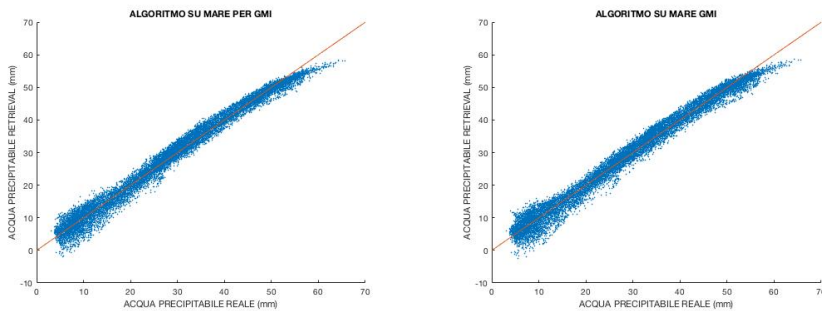 ALGORITMO SU MARE PER GMI
70
60
50
40
30
20
10
0
-10
ACQUA PRECIPITABILE RETRIEVAL (mm)
0 10 20 30 40 50 60 70
ACQUA PRECIPITABILE REALE (mm)
ALGORITMO SU MARE GMI
70
60
50
40
30
20
10
0
-10
ACQUA PRECIPITABILE RETRIEVAL (mm)
0 10 20 30 40 50 60 70
ACQUA PRECIPITABILE REALE (mm)